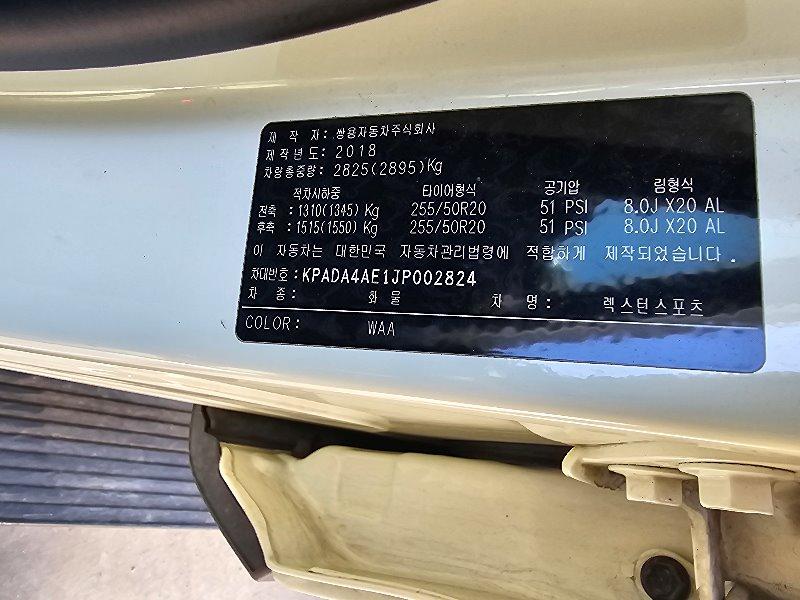 제 작 자: 쌍용자동차주식회사
제작년도: 2018
차량총중량: 2825(2895)Kg
적차시하중 타이어형식 공기압 림형식
전축 : 1310(1345) Kg 255/50R20 51 PSI 8.0J X20 AL
후축 : 1515(1550) Kg 255/50R20 51 PSI 8.0J X20 AL
이 자동차는 대한민국 자동차관리법령에 적합하게 제작되었습니다.
차대번호: KPADA4AE1JP002824
차 종: 화 물 차 명: 렉스턴스포츠
COLOR: WAA